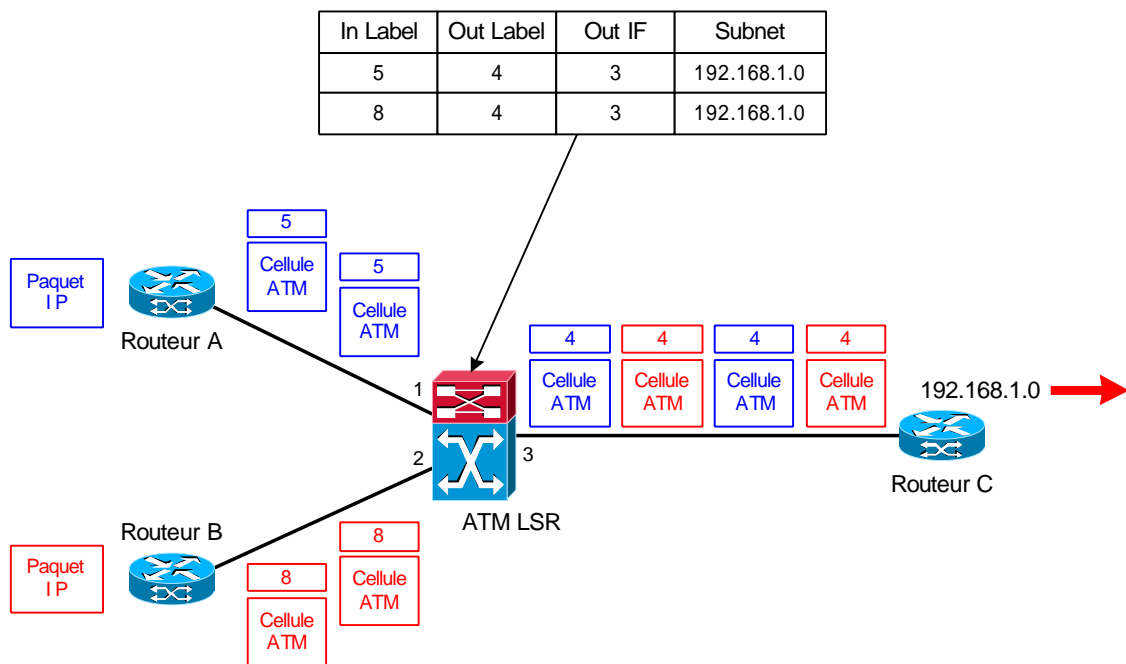 In Label Out Label Out IF Subnet
5 4 3 192.168.1.0
8 4 3 192.168.1.0
5
Cellule
ATM
5
Cellule
ATM
Paquet
IP
Routeur A
4 4 4 4
Cellule Cellule Cellule Cellule
ATM ATM ATM ATM
1
192.168.1.0
2
3
Routeur C
ATM LSR
Routeur B
8
Cellule
ATM
8
Cellule
ATM
Paquet
IP